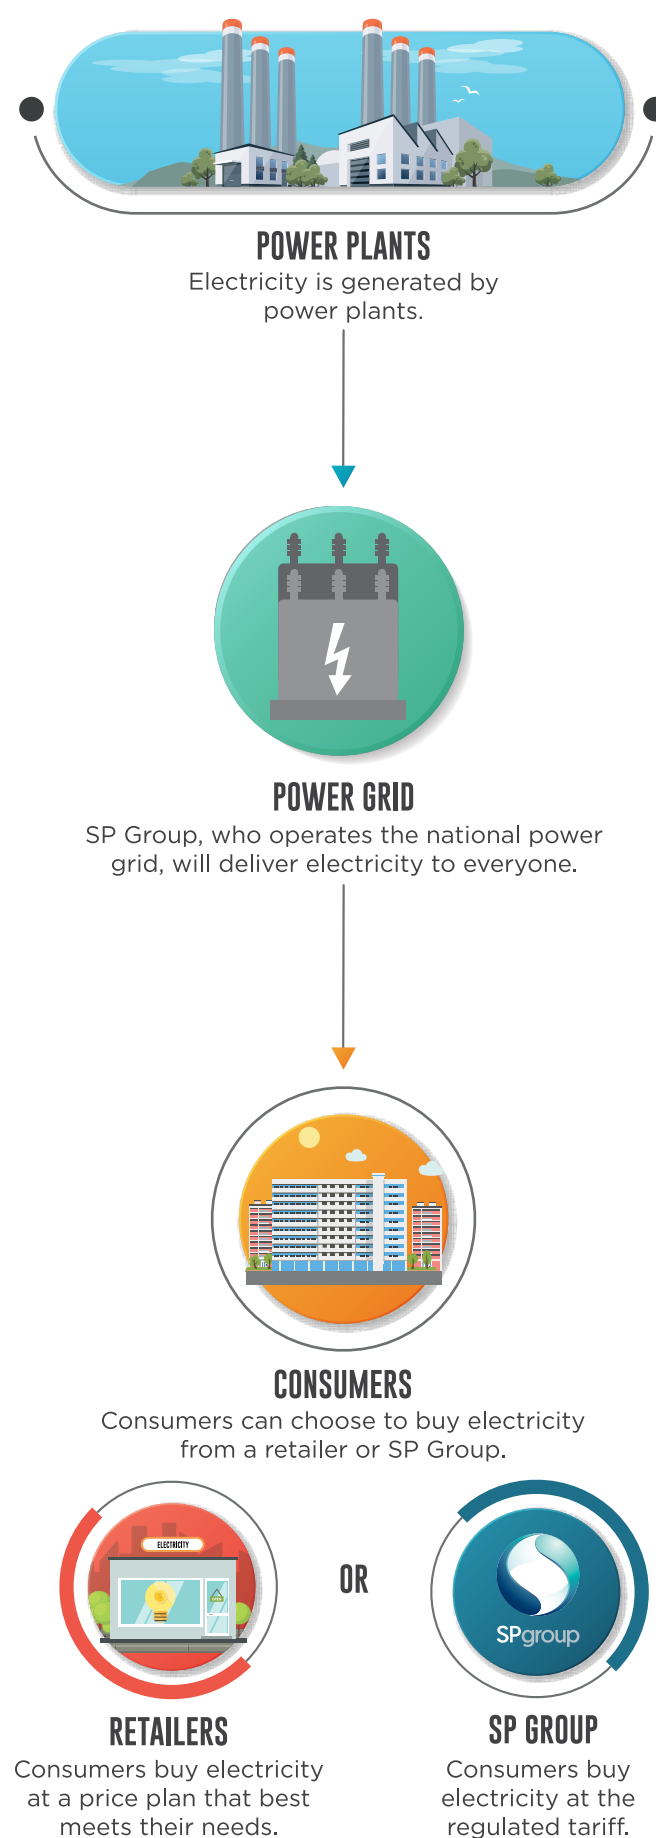 POWER PLANTS
Electricity is generated by
power plants.
POWER GRID
SP Group, who operates the national power
grid, will deliver electricity to everyone.
CONSUMERS
Consumers can choose to buy electricity
from a retailer or SP Group.
ELECTRICITY
OPEN
OR
SPgroup
RETAILERS
Consumers buy electricity
at a price plan that best
meets their needs.
SP GROUP
Consumers buy
electricity at the
regulated tariff.